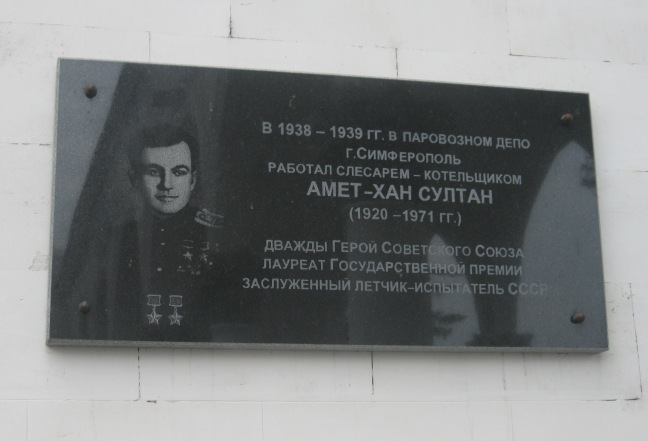 В 1938 – 1939 ГГ. В ПАРОВОЗНОМ ДЕПО
Г.СИМФЕРОПОЛЬ
РАБОТАЛ СЛЕСАРЕМ – КОТЕЛЬЩИКОМ
АМЕТ-ХАН СУЛТАН
(1920 –1971 ГГ.)
ДВАЖДЫ ГЕРОЙ СОВЕТСКОГО СОЮЗА
ЛАУРЕАТ ГОСУДАРСТВЕННОЙ ПРЕМИИ
ЗАСЛУЖЕННЫЙ ЛЕТЧИК-ИСПЫТАТЕЛЬ СССР